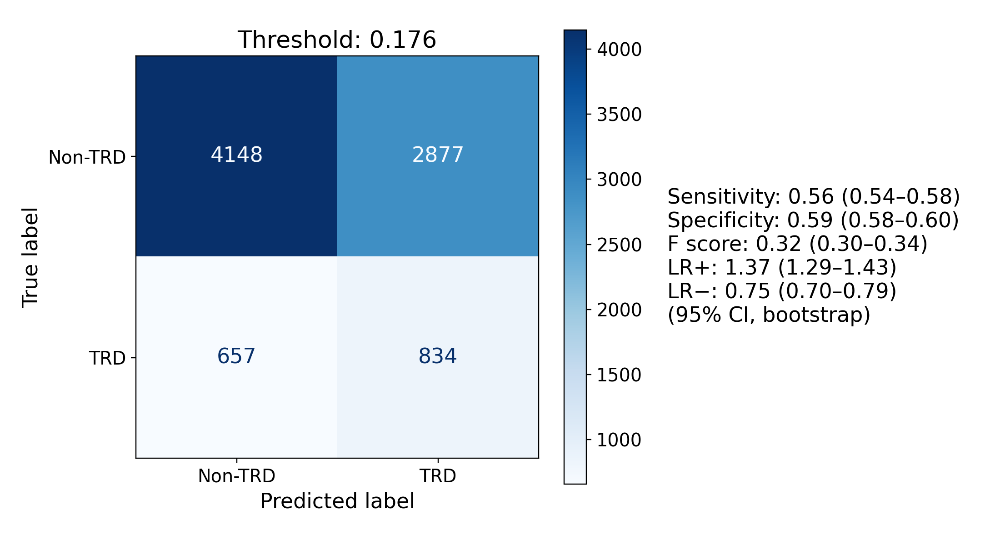 Threshold: 0.176
4000
3500
3000
2500
2000
1500
1000
Non-TRD
TRD
True label
4148
2877
657
834
Non-TRD
TRD
Predicted label
Sensitivity: 0.56 (0.54–0.58)
Specificity: 0.59 (0.58–0.60)
F score: 0.32 (0.30–0.34)
LR+: 1.37 (1.29–1.43)
LR−: 0.75 (0.70–0.79)
(95% CI, bootstrap)